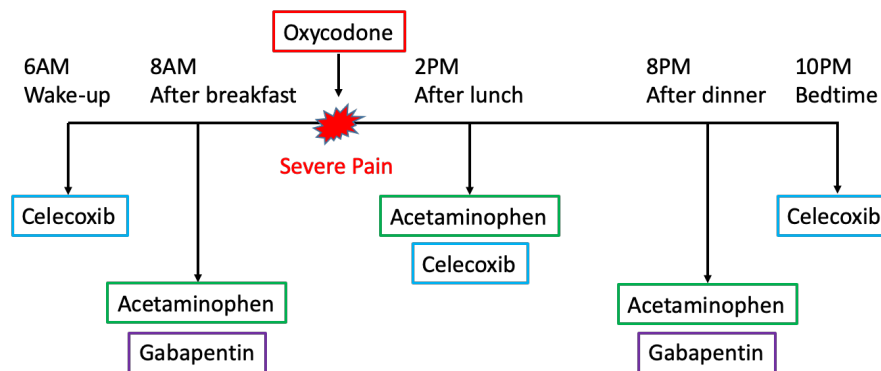 Oxycodone
6AM
Wake-up
8AM
After breakfast
2PM
After lunch
8PM
After dinner
10PM
Bedtime
Severe Pain
Celecoxib
Acetaminophen
Celecoxib
Celecoxib
Acetaminophen
Gabapentin
Acetaminophen
Gabapentin